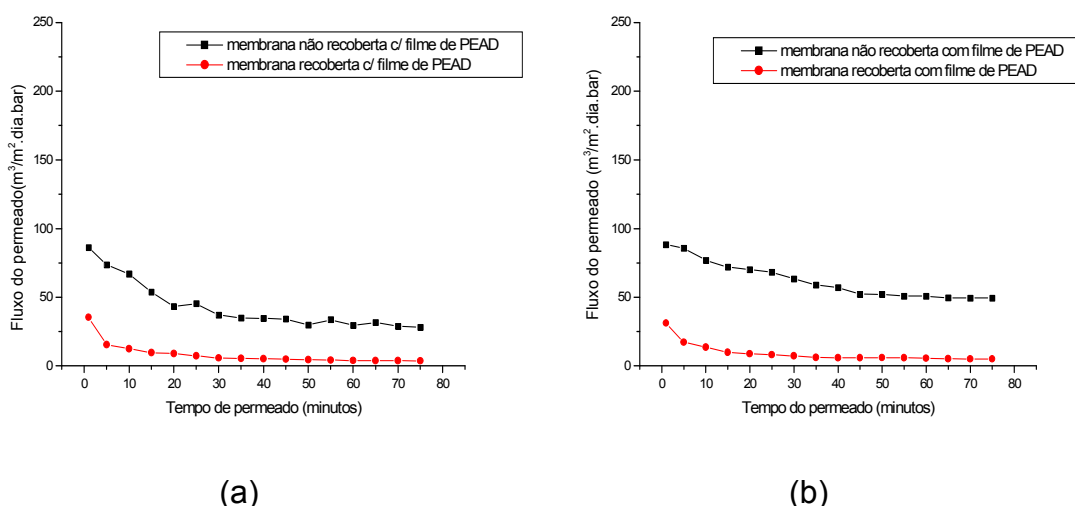 membrana não recoberta c/ filme de PEAD
membrana recoberta c/ filme de PEAD
Fluxo do permeado(m³/m².dia.bar)
250
200
150
100
50
0
0 10 20 30 40 50 60 70 80
Tempo de permeado (minutos)
(a)
membrana não recoberta com filme de PEAD
membrana recoberta com filme de PEAD
Fluxo do permeado (m³/m².dia.bar)
250
200
150
100
50
0
0 10 20 30 40 50 60 70 80
Tempo do permeado (minutos)
(b)